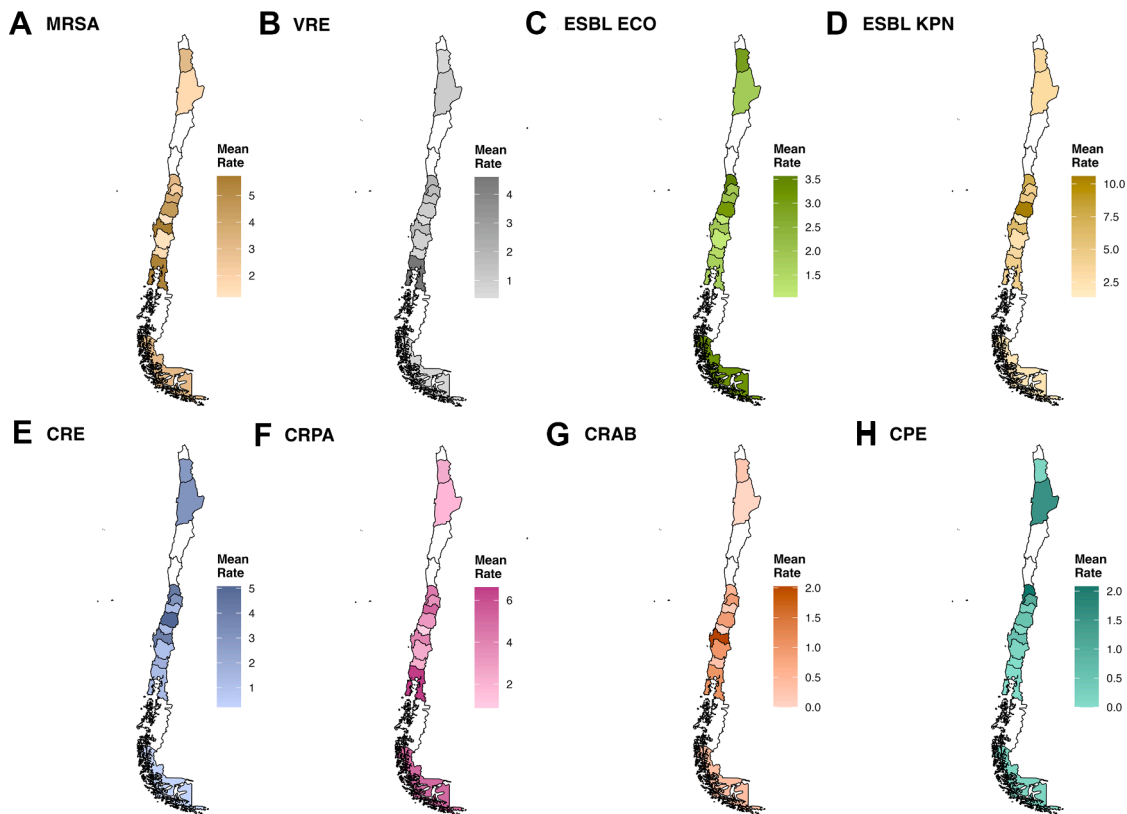 A MRSA
B VRE
C ESBL ECO
D ESBL KPN
Mean
Rate
5
4
3
2
Mean
Rate
4
3
2
1
Mean
Rate
3.5
3.0
2.5
2.0
1.5
Mean
Rate
10.0
7.5
5.0
2.5
E CRE
F CRPA
G CRAB
H CPE
Mean
Rate
5
4
3
2
1
Mean
Rate
6
4
2
Mean
Rate
2.0
1.5
1.0
0.5
0.0
Mean
Rate
2.0
1.5
1.0
0.5
0.0